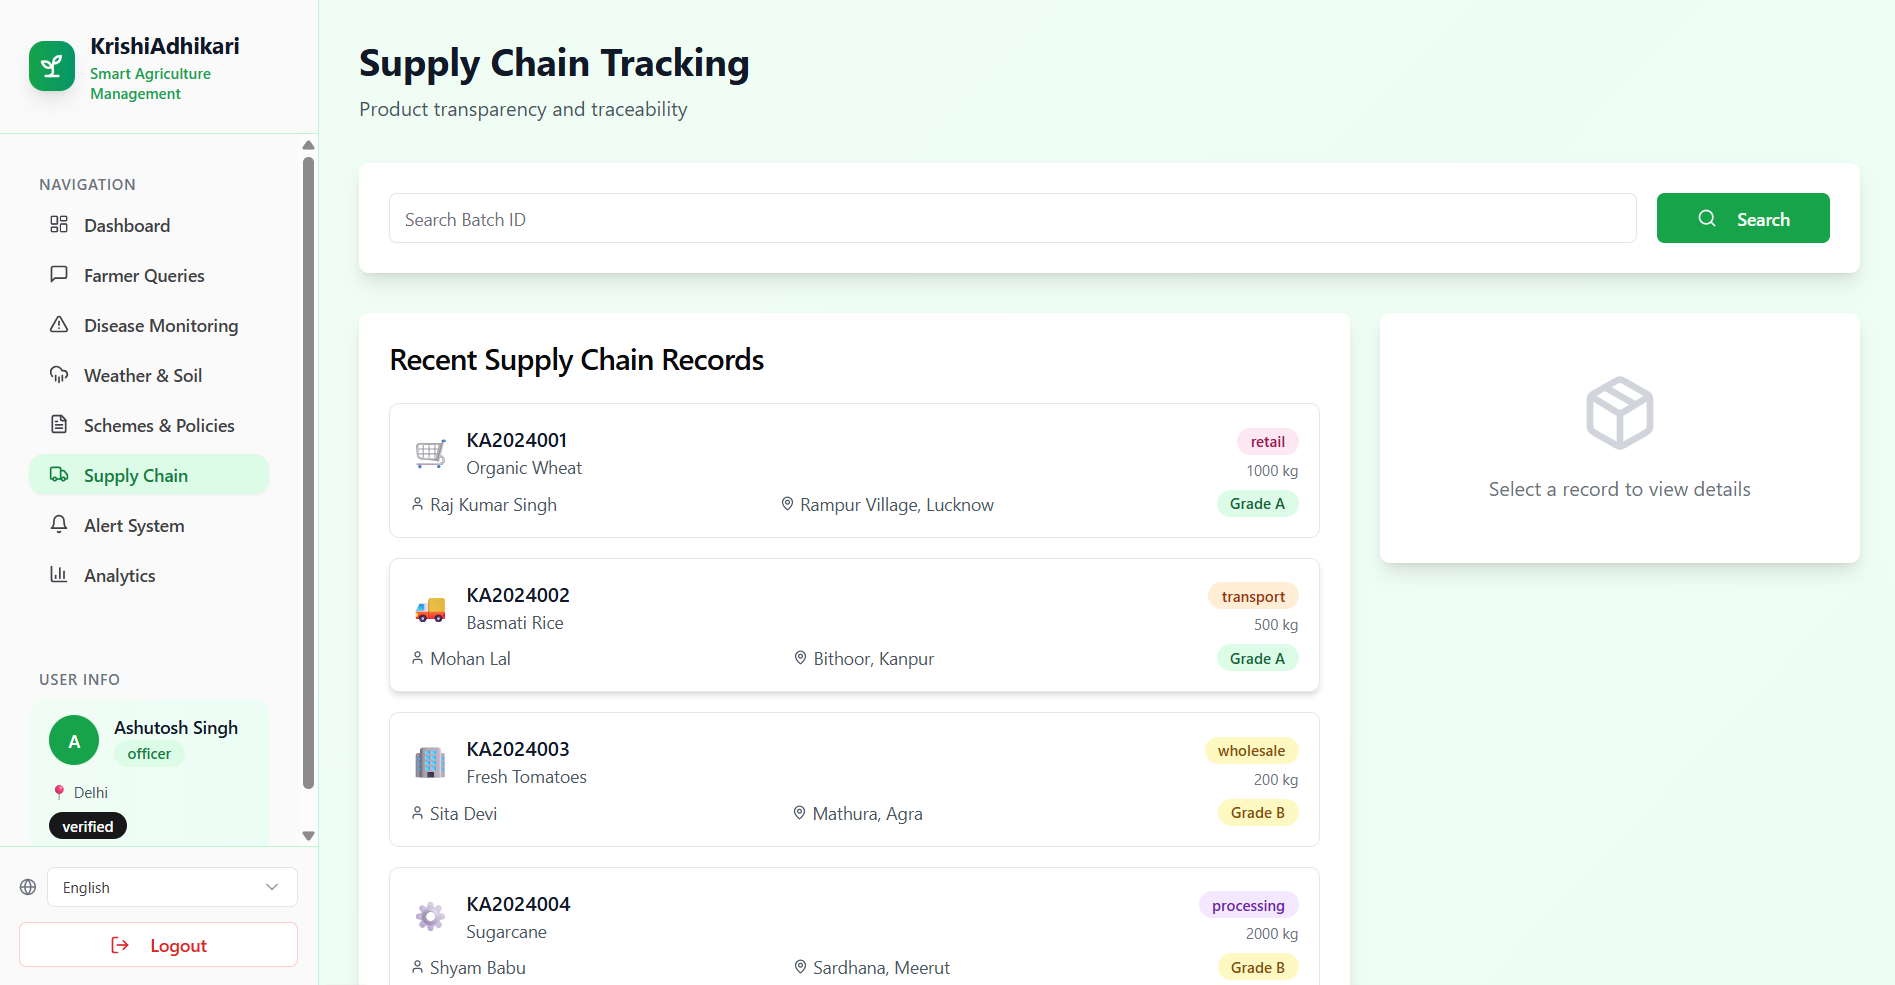 KrishiAdhikari
Smart Agriculture
Management
NAVIGATION
Dashboard
Farmer Queries
Disease Monitoring
Weather & Soil
Schemes & Policies
Supply Chain
Alert System
Analytics
USER INFO
A
Ashutosh Singh
officer
Delhi
verified
English
Logout
Supply Chain Tracking
Product transparency and traceability
Search Batch ID
Search
Recent Supply Chain Records
KA2024001
retail
Organic Wheat
1000 kg
Raj Kumar Singh
Rampur Village, Lucknow
Grade A
KA2024002
transport
Basmati Rice
500 kg
Mohan Lal
Bithoor, Kanpur
Grade A
KA2024003
wholesale
Fresh Tomatoes
200 kg
Sita Devi
Mathura, Agra
Grade B
KA2024004
processing
Sugarcane
2000 kg
Shyam Babu
Sardhana, Meerut
Grade B
Select a record to view details